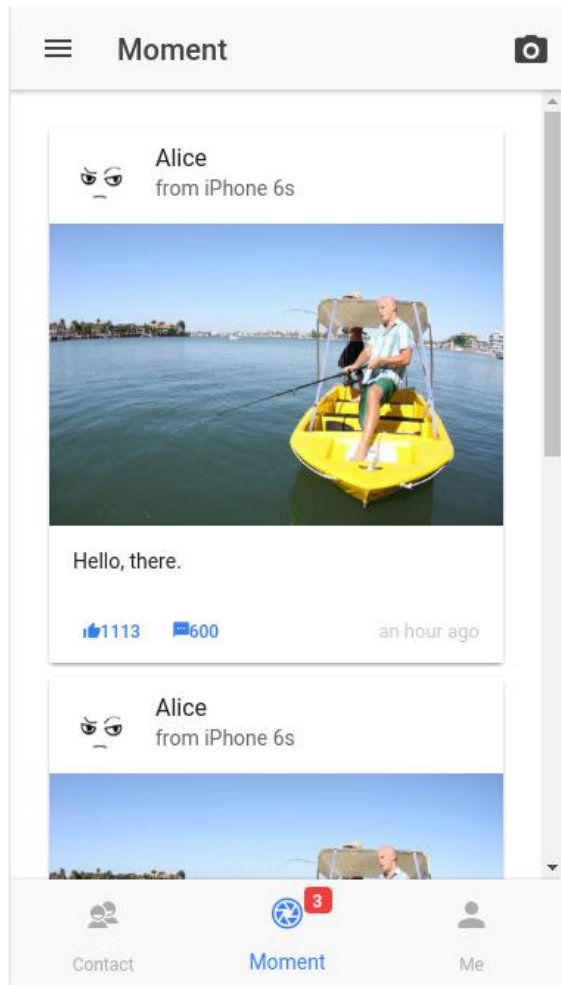 Moment
Alice
from iPhone 6s
Hello, there.
1113 600 an hour ago
Alice
from iPhone 6s
3
Contact Moment Me